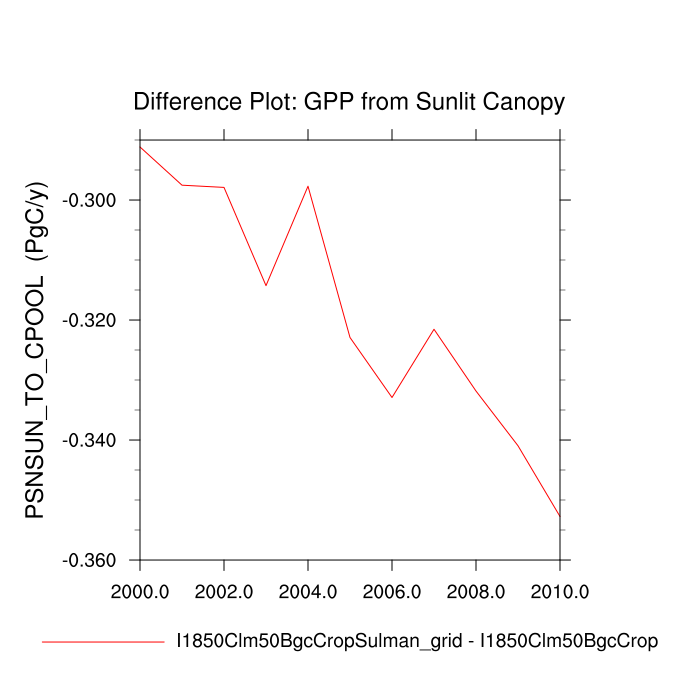 Difference Plot: GPP from Sunlit Canopy
PSNSUN_TO_CPOOL (PgC/y)
-0.300
-0.320
-0.340
-0.360
2000.0 2002.0 2004.0 2006.0 2008.0 2010.0
I1850Clm50BgcCropSulman_grid - I1850Clm50BgcCrop